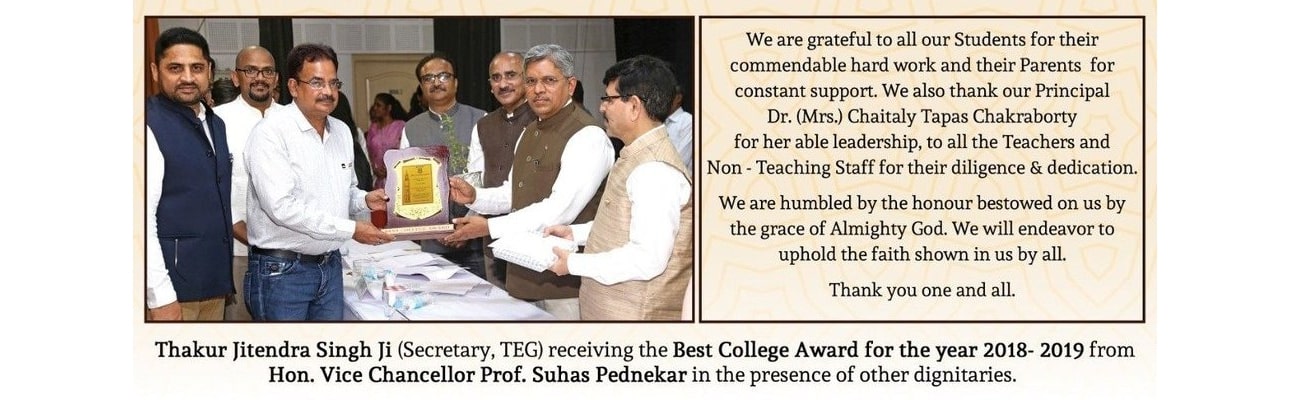 We are grateful to all our Students for their
commendable hard work and their Parents for
constant support. We also thank our Principal
Dr. (Mrs.) Chaitaly Tapas Chakraborty
for her able leadership, to all the Teachers and
Non - Teaching Staff for their diligence & dedication.
We are humbled by the honour bestowed on us by
the grace of Almighty God. We will endeavor to
uphold the faith shown in us by all.
Thank you one and all.
Thakur Jitendra Singh Ji (Secretary, TEG) receiving the Best College Award for the year 2018- 2019 from
Hon. Vice Chancellor Prof. Suhas Pednekar in the presence of other dignitaries.